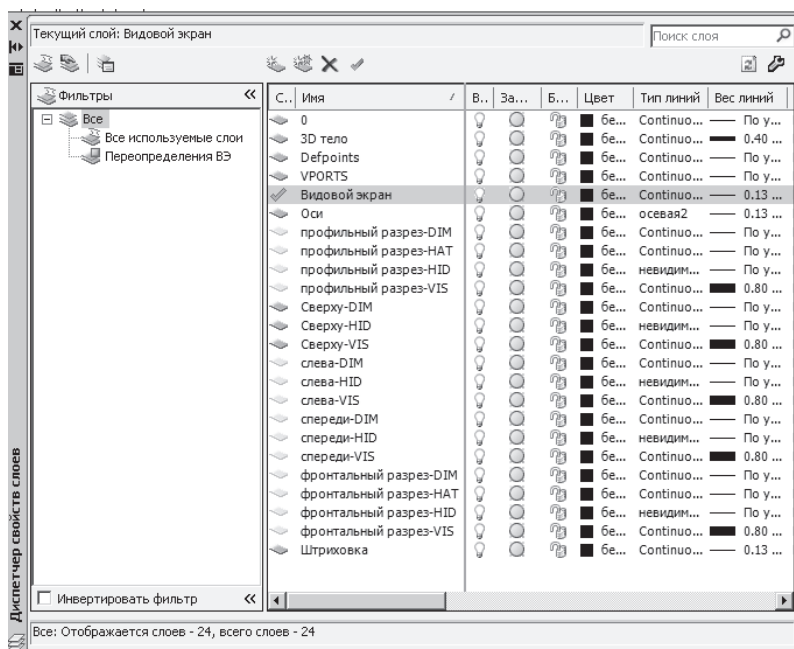 Текущий слой: Видовой экран
Поиск слоя
Фильтры
Все
Все используемые слои
Переопределения ВЭ
Инвертировать фильтр
С.. Имя В.. За... Б... Цвет Тип линий Вес линий
0 бе... Continuo... По у...
3D тело бе... Continuo... 0.40 ...
Defpoints бе... Continuo... По у...
VPORTS бе... Continuo... По у...
Видовой экран бе... Continuo... 0.13 ...
Оси бе... осевая2 0.13 ...
профильный разрез-DIM бе... Continuo... По у...
профильный разрез-HAT бе... Continuo... По у...
профильный разрез-HID бе... невидим... По у...
профильный разрез-VIS бе... Continuo... 0.80 ...
Сверху-DIM бе... Continuo... По у...
Сверху-HID бе... невидим... По у...
Сверху-VIS бе... Continuo... 0.80 ...
слева-DIM бе... Continuo... По у...
слева-HID бе... невидим... По у...
слева-VIS бе... Continuo... 0.80 ...
спереди-DIM бе... Continuo... По у...
спереди-HID бе... невидим... По у...
спереди-VIS бе... Continuo... 0.80 ...
фронтальный разрез-DIM бе... Continuo... По у...
фронтальный разрез-HAT бе... Continuo... По у...
фронтальный разрез-HID бе... невидим... По у...
фронтальный разрез-VIS бе... Continuo... 0.80 ...
Штриховка бе... Continuo... 0.13 ...
Диспетчер свойств слоев
Все: Отображается слоев - 24, всего слоев - 24